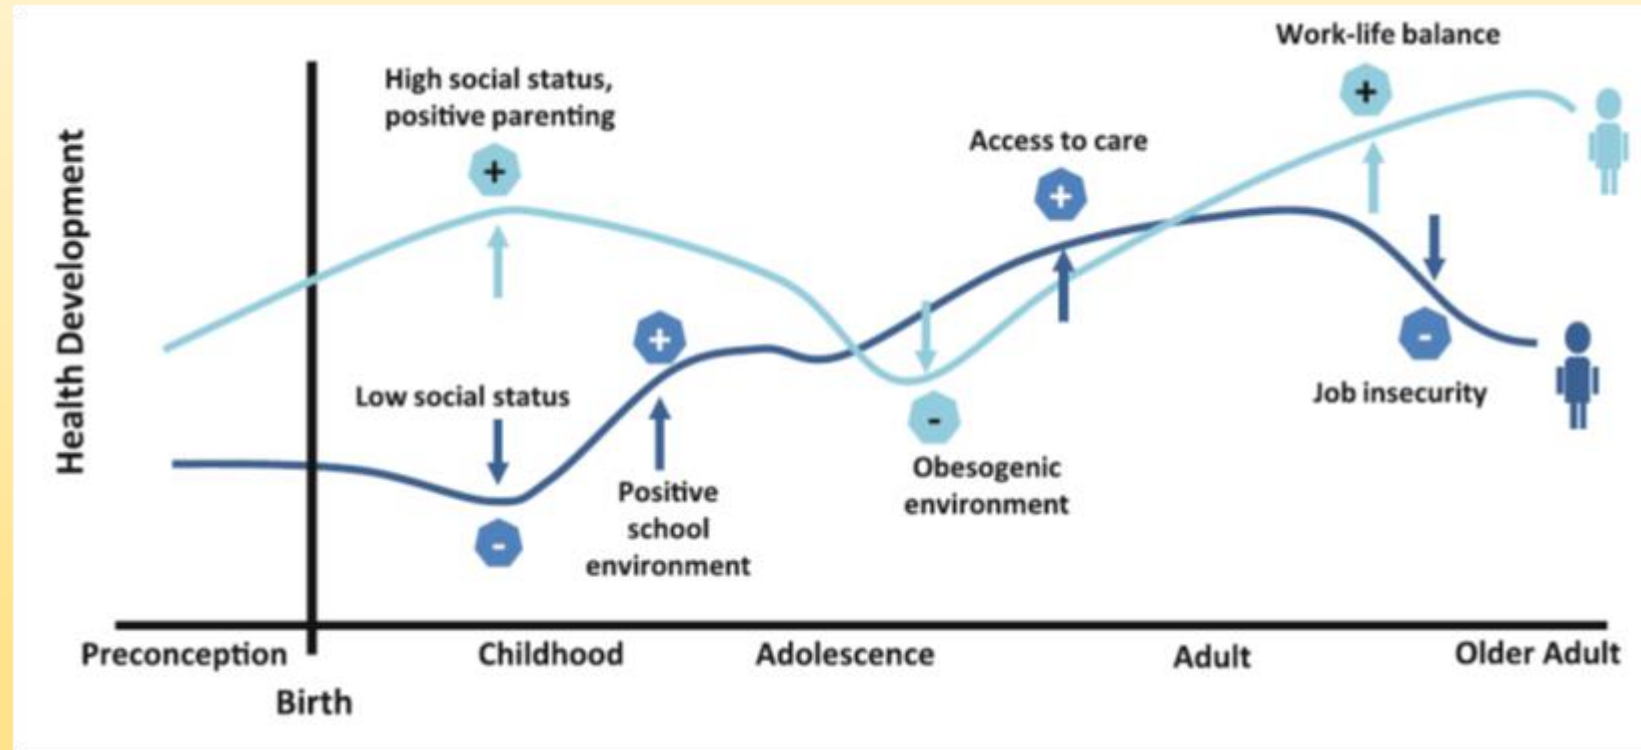 Work-life balance
High social status,
positive parenting
+
+
Access to care
+
Health Development
+
Low social status
-
Job insecurity
-
Obesogenic
environment
Positive
school
environment
-
Preconception
Childhood
Adolescence
Adult
Older Adult
Birth